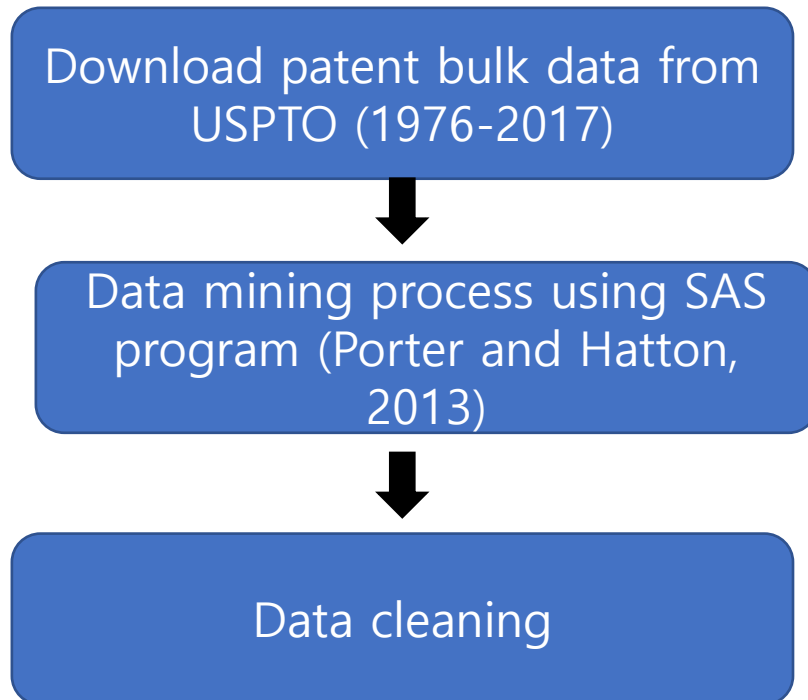 Download patent bulk data from
USPTO (1976-2017)
Data mining process using SAS
program (Porter and Hatton,
2013)
Data cleaning